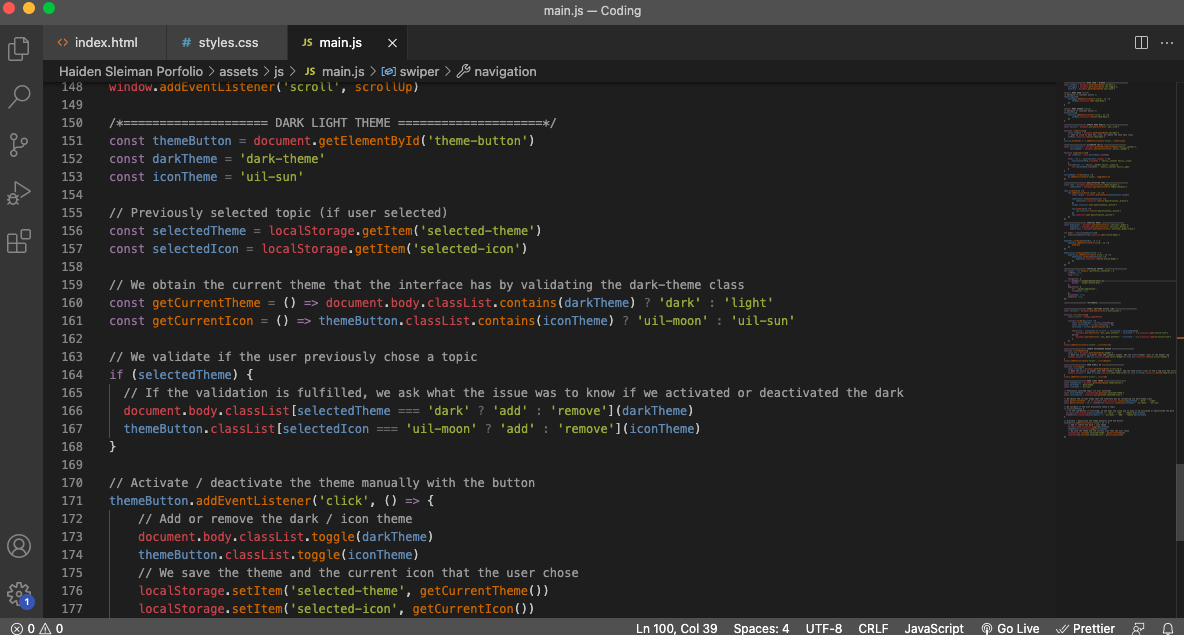 main.js — Coding
index.html
# styles.css
JS main.js
Haiden Sleiman Porfolio > assets > js > JS main.js > swiper > navigation
148 window.addEventListener('scroll', scrollUp)
149
150 /*==================== DARK LIGHT THEME ====================*/
151 const themeButton = document.getElementById('theme-button')
152 const darkTheme = 'dark-theme'
153 const iconTheme = 'uil-sun'
154
155 // Previously selected topic (if user selected)
156 const selectedTheme = localStorage.getItem('selected-theme')
157 const selectedIcon = localStorage.getItem('selected-icon')
158
159 // We obtain the current theme that the interface has by validating the dark-theme class
160 const getCurrentTheme = () => document.body.classList.contains(darkTheme) ? 'dark' : 'light'
161 const getCurrentIcon = () => themeButton.classList.contains(iconTheme) ? 'uil-moon' : 'uil-sun'
162
163 // We validate if the user previously chose a topic
164 if (selectedTheme) {
165 // If the validation is fulfilled, we ask what the issue was to know if we activated or deactivated the dark
166 document.body.classList[selectedTheme === 'dark' ? 'add' : 'remove'](darkTheme)
167 themeButton.classList[selectedIcon === 'uil-moon' ? 'add' : 'remove'](iconTheme)
168 }
169
170 // Activate / deactivate the theme manually with the button
171 themeButton.addEventListener('click', () => {
172 // Add or remove the dark / icon theme
173 document.body.classList.toggle(darkTheme)
174 themeButton.classList.toggle(iconTheme)
175 // We save the theme and the current icon that the user chose
176 localStorage.setItem('selected-theme', getCurrentTheme())
177 localStorage.setItem('selected-icon', getCurrentIcon())
1
0 0 Ln 100, Col 39 Spaces: 4 UTF-8 CRLF JavaScript Go Live Prettier